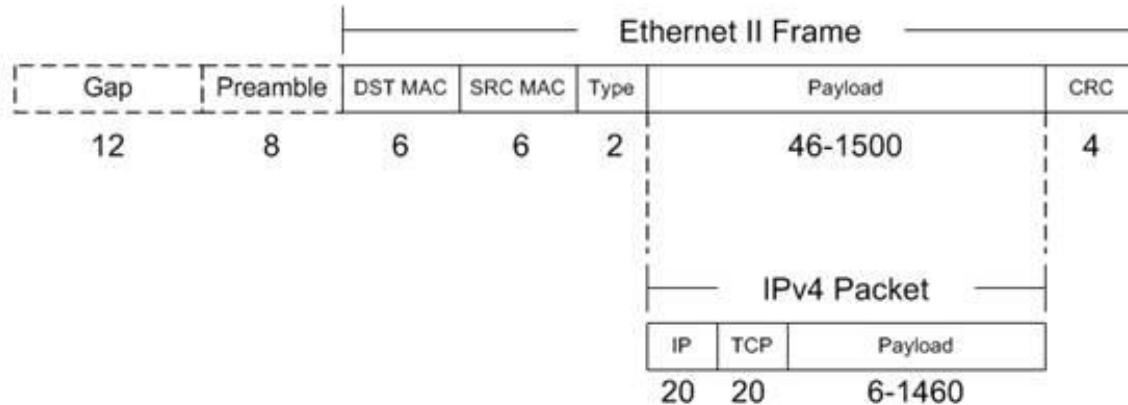 Ethernet II Frame
Gap Preamble DST MAC SRC MAC Type Payload CRC
12 8 6 6 2 46-1500 4
IPv4 Packet
IP TCP Payload
20 20 6-1460